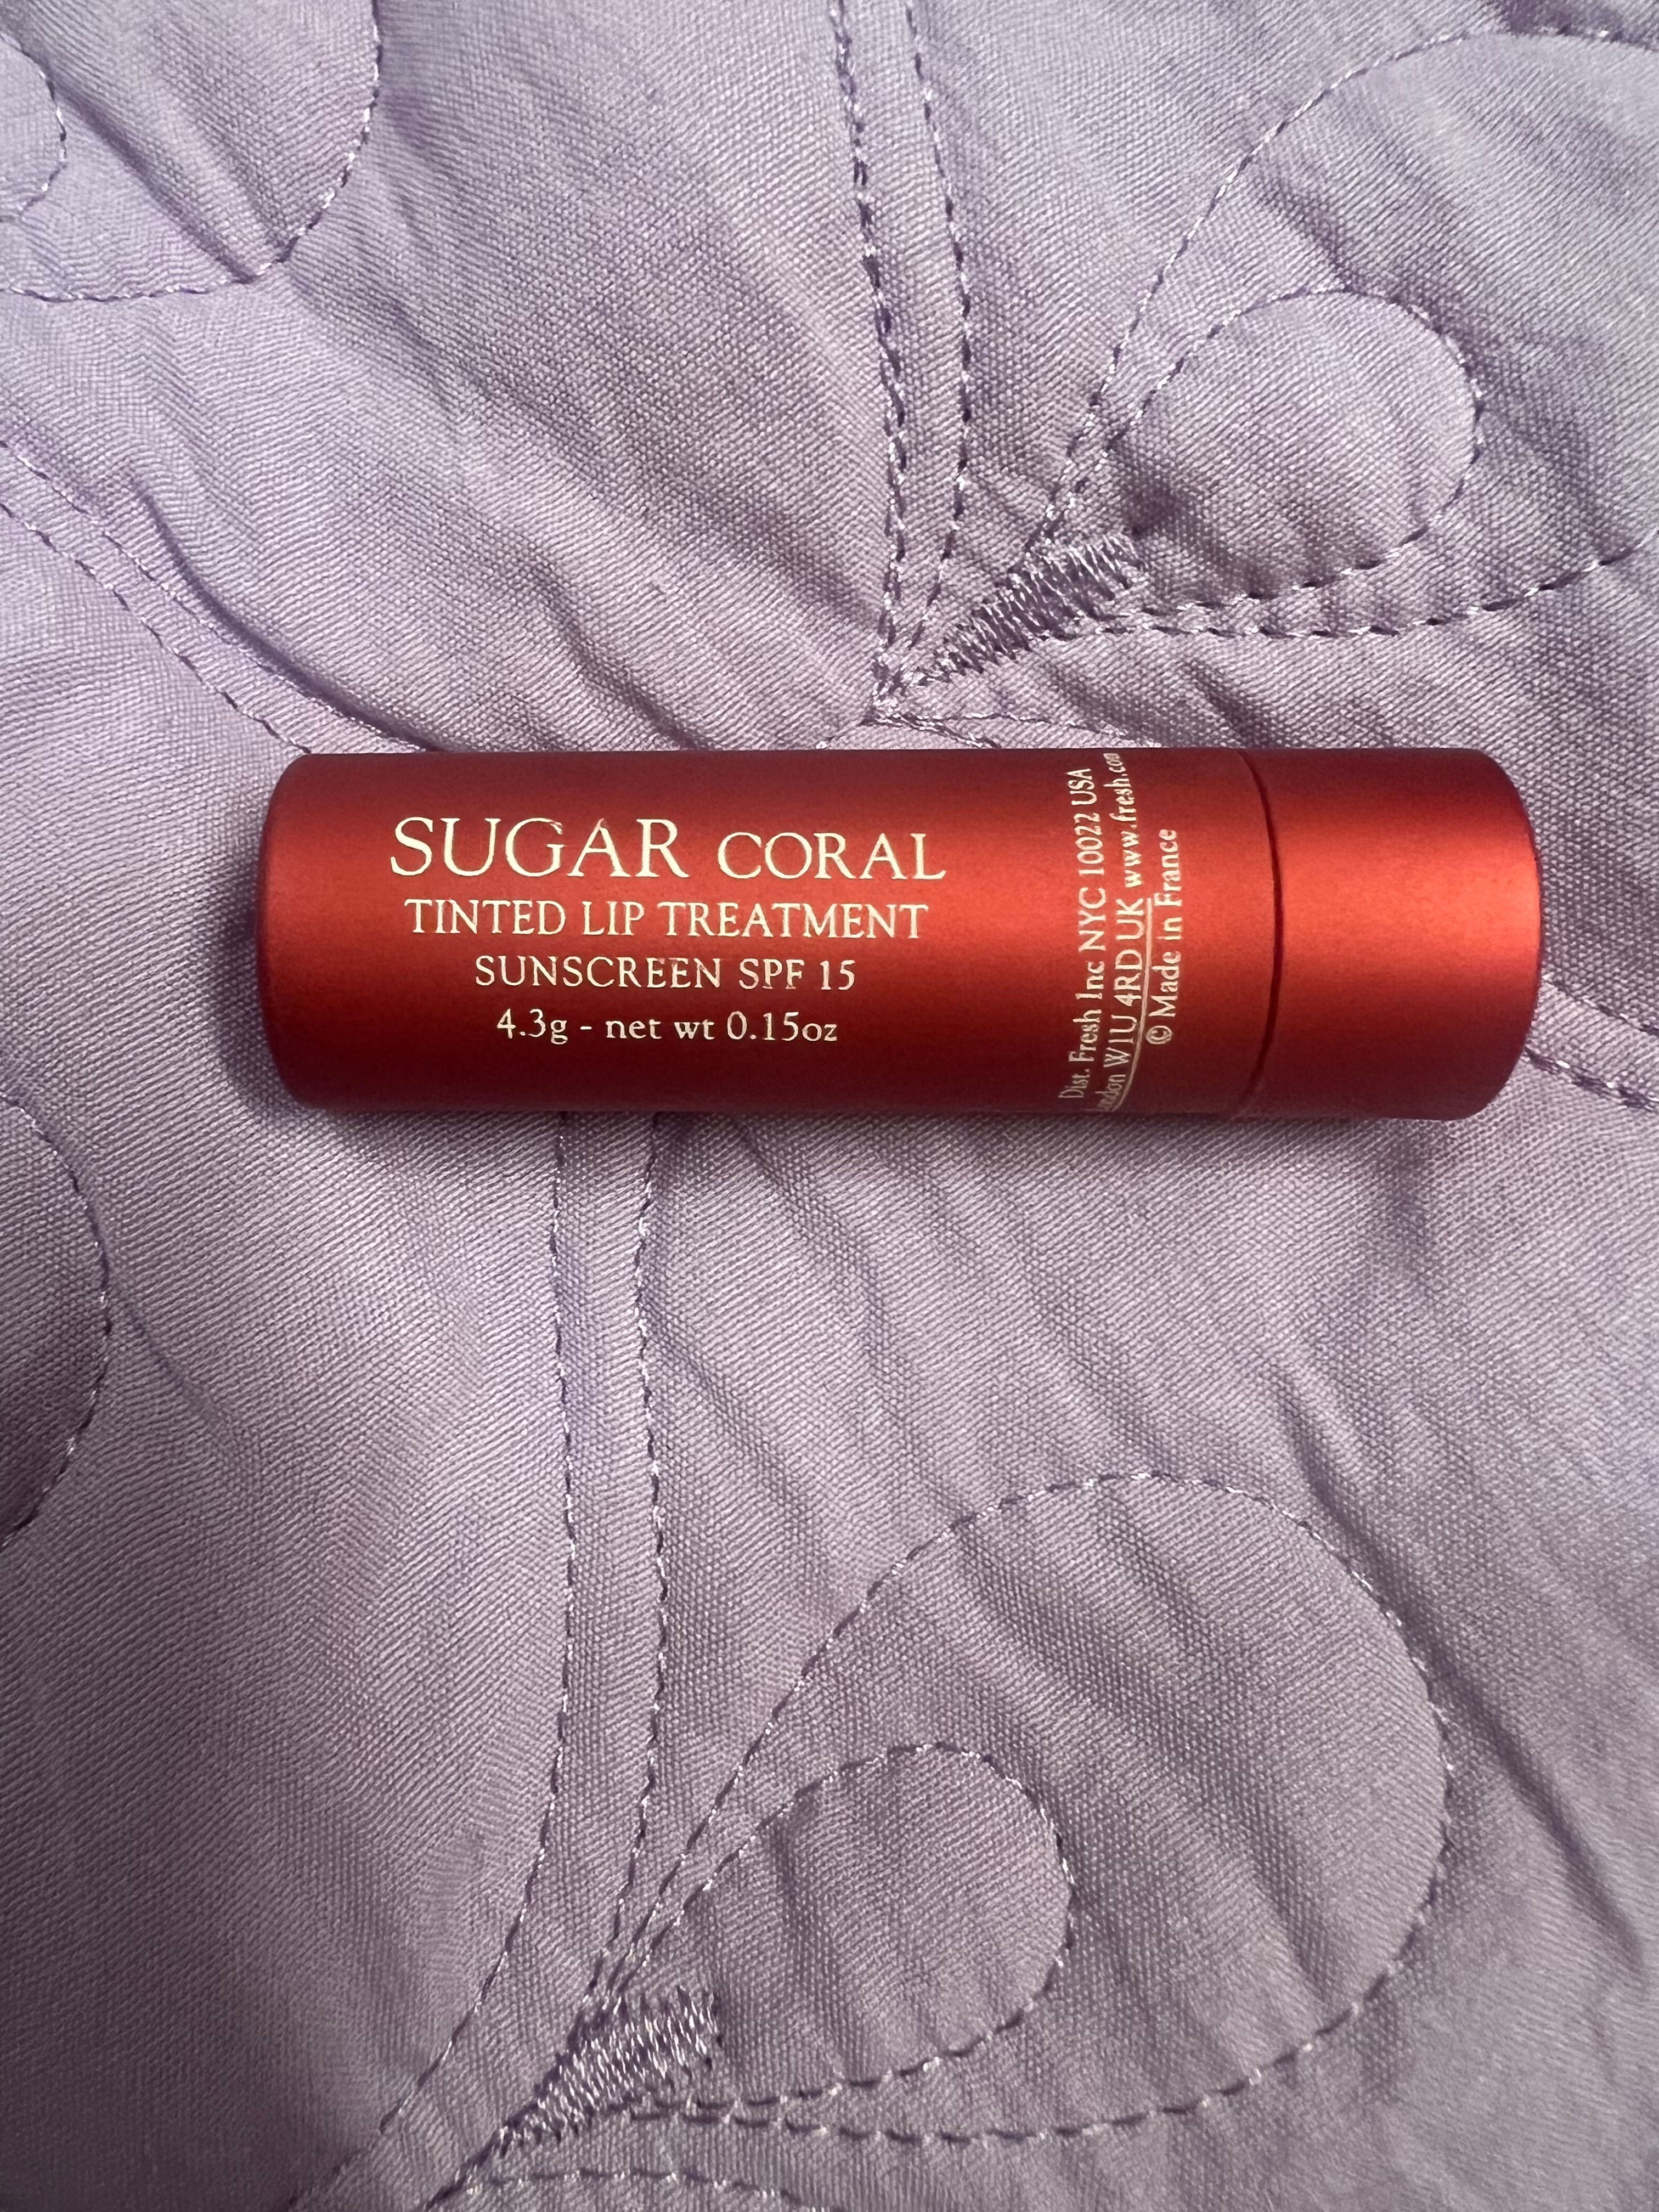 SUGAR CORAL
TINTED LIP TREATMENT
SUNSCREEN SPF 15
4.3g - net wt 0.15oz
Dist. Fresh Inc NYC 10022 USA
W1U 4RD UK www.fresh.com
© Made in France